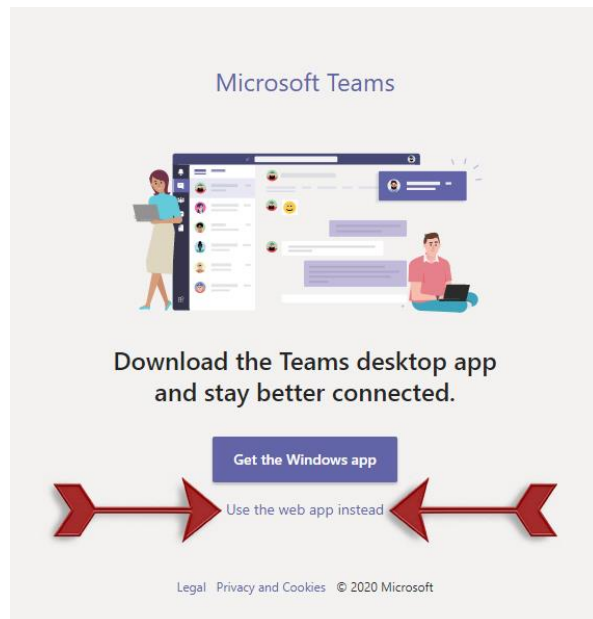 Microsoft Teams
Download the Teams desktop app
and stay better connected.
Get the Windows app
Use the web app instead
Legal Privacy and Cookies © 2020 Microsoft